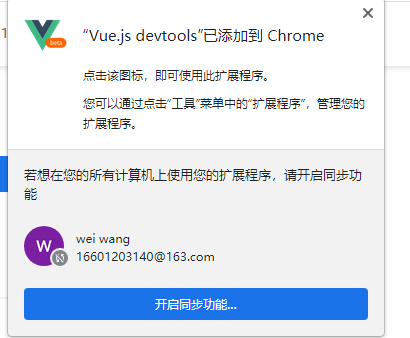 “Vue.js devtools”已添加到 Chrome
beta
点击该图标，即可使用此扩展程序。
您可以通过点击“工具”菜单中的“扩展程序”，管理您的
扩展程序。
若想在您的所有计算机上使用您的扩展程序，请开启同步功
能
W
wei wang
16601203140@163.com
开启同步功能...